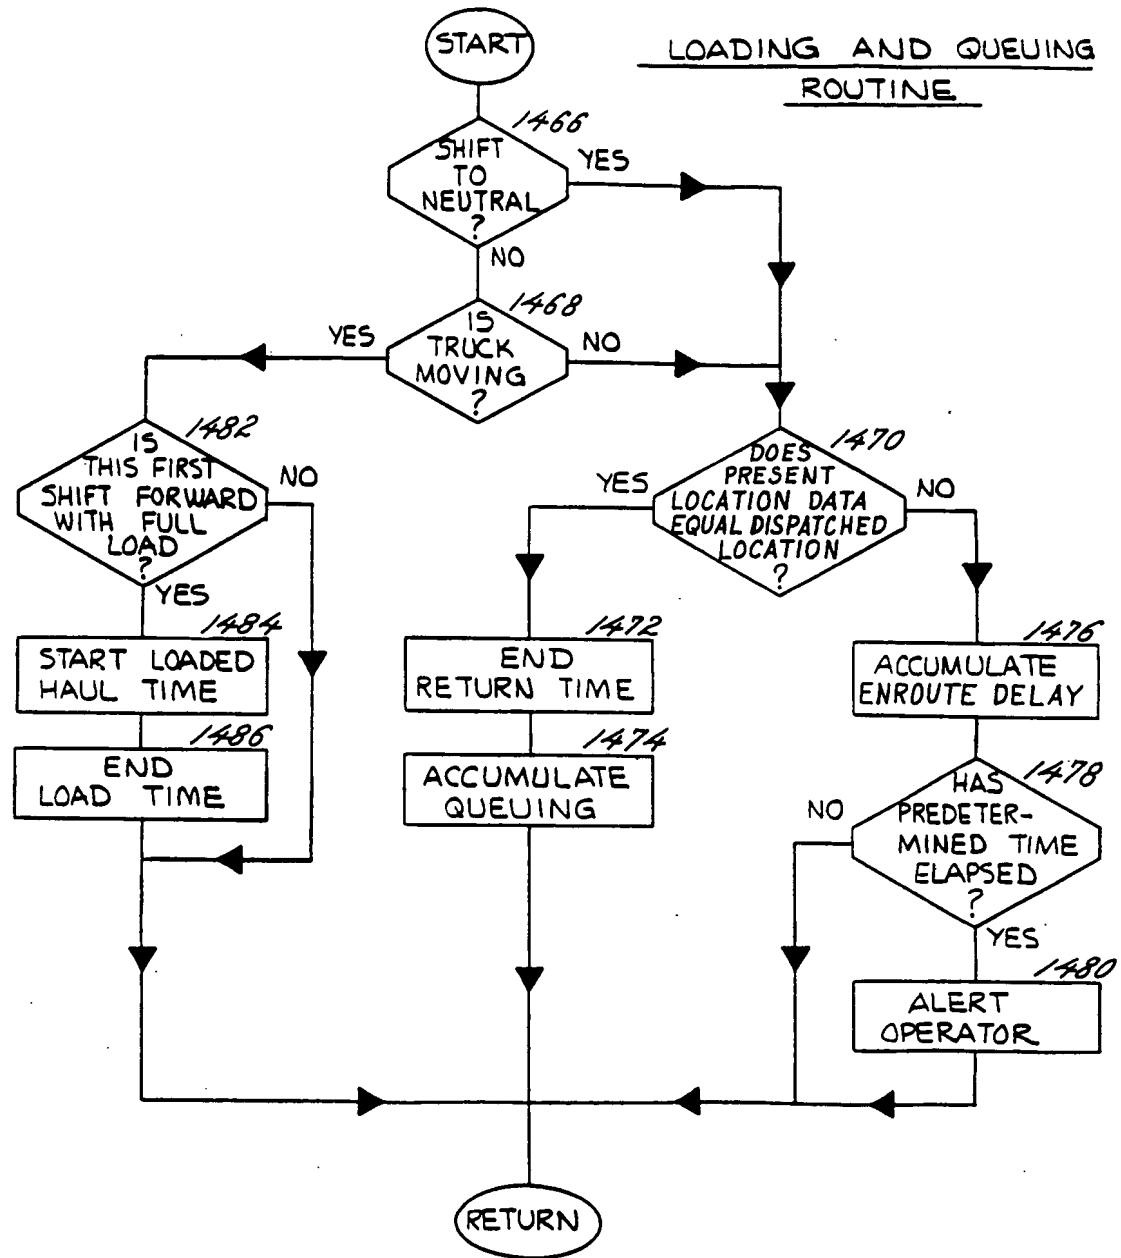 START
LOADING AND QUEUING
ROUTINE
1466
SHIFT
TO
NEUTRAL
?
YES
NO
1468
IS
TRUCK
MOVING
?
YES
NO
1482
IS
THIS FIRST
SHIFT FORWARD
WITH FULL
LOAD
?
NO
YES
1470
DOES
PRESENT
LOCATION DATA
EQUAL DISPATCHED
LOCATION
?
YES
NO
1484
START LOADED
HAUL TIME
1486
END
LOAD TIME
1472
END
RETURN TIME
1474
ACCUMULATE
QUEUING
1476
ACCUMULATE
ENROUTE DELAY
1478
HAS
PREDETER-
MINED TIME
ELAPSED
?
NO
YES
1480
ALERT
OPERATOR
RETURN